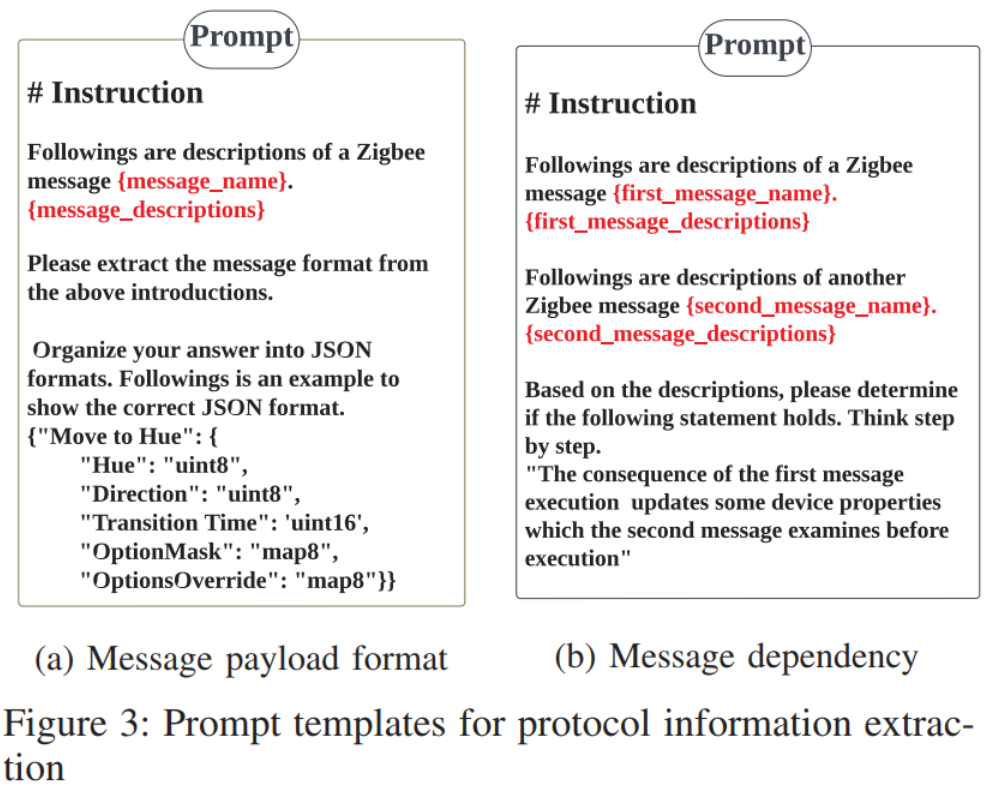 Prompt
# Instruction
Followings are descriptions of a Zigbee
message {message_name}.
{message_descriptions}
Please extract the message format from
the above introductions.
Organize your answer into JSON
formats. Followings is an example to
show the correct JSON format.
{"Move to Hue": {
"Hue": "uint8",
"Direction": "uint8",
"Transition Time": 'uint16',
"OptionMask": "map8",
"OptionsOverride": "map8"}}
(a) Message payload format
Prompt
# Instruction
Followings are descriptions of a Zigbee
message {first_message_name}.
{first_message_descriptions}
Followings are descriptions of another
Zigbee message {second_message_name}.
{second_message_descriptions}
Based on the descriptions, please determine
if the following statement holds. Think step
by step.
"The consequence of the first message
execution updates some device properties
which the second message examines before
execution"
(b) Message dependency
Figure 3: Prompt templates for protocol information extrac-
tion